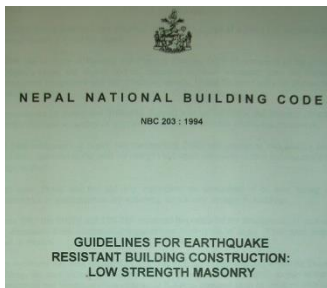 NEPAL NATIONAL BUILDING CODE
NBC 203 : 1994
GUIDELINES FOR EARTHQUAKE
RESISTANT BUILDING CONSTRUCTION:
LOW STRENGTH MASONRY